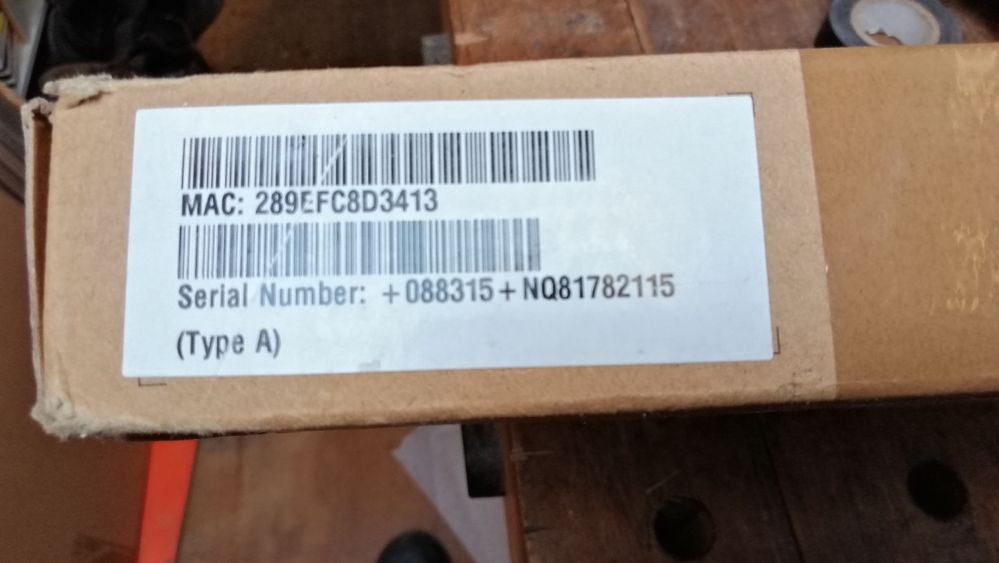 MAC: 289EFC8D3413
Serial Number: +088315+NQ81782115
(Type A)